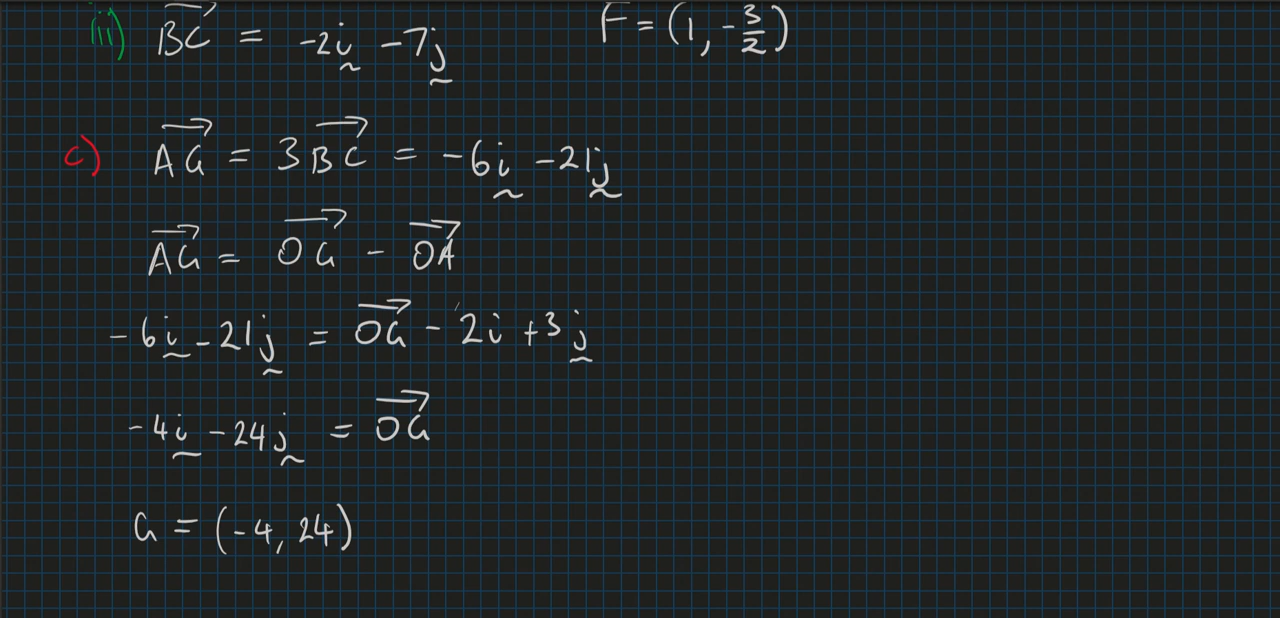 iii) BC = -2i -7j F = (1, -3/2)
c) AG = 3BC = -6i -21j
AG = OG - OA
-6i -21j = OG - 2i +3j
-4i -24j = OG
G = (-4, 24)